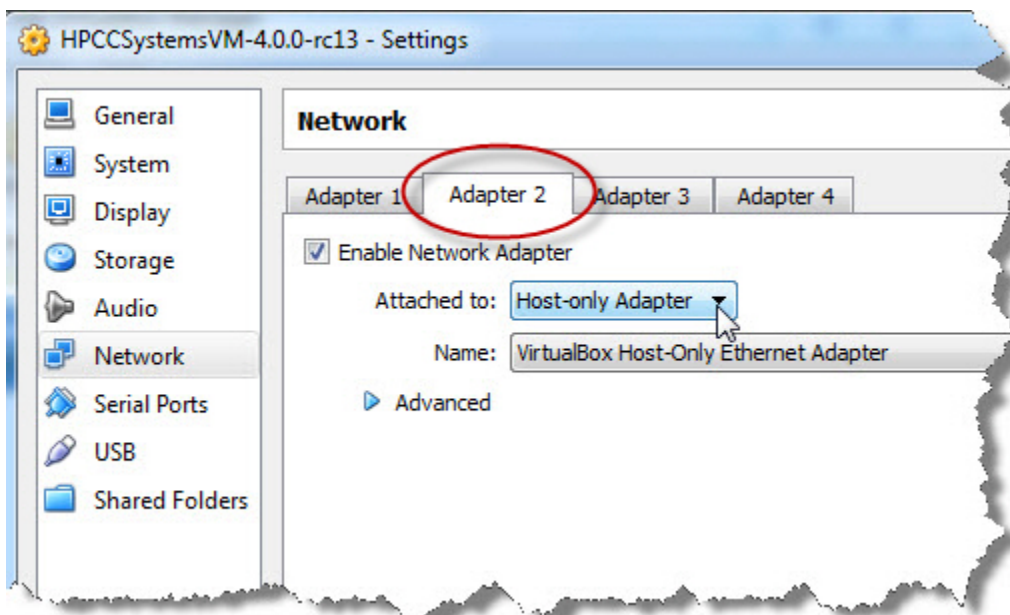 HPCCSystemsVM-4.0.0-rc13 - Settings
General
System
Display
Storage
Audio
Network
Serial Ports
USB
Shared Folders
Network
Adapter 1 Adapter 2 Adapter 3 Adapter 4
Enable Network Adapter
Attached to: Host-only Adapter
Name: VirtualBox Host-Only Ethernet Adapter
Advanced